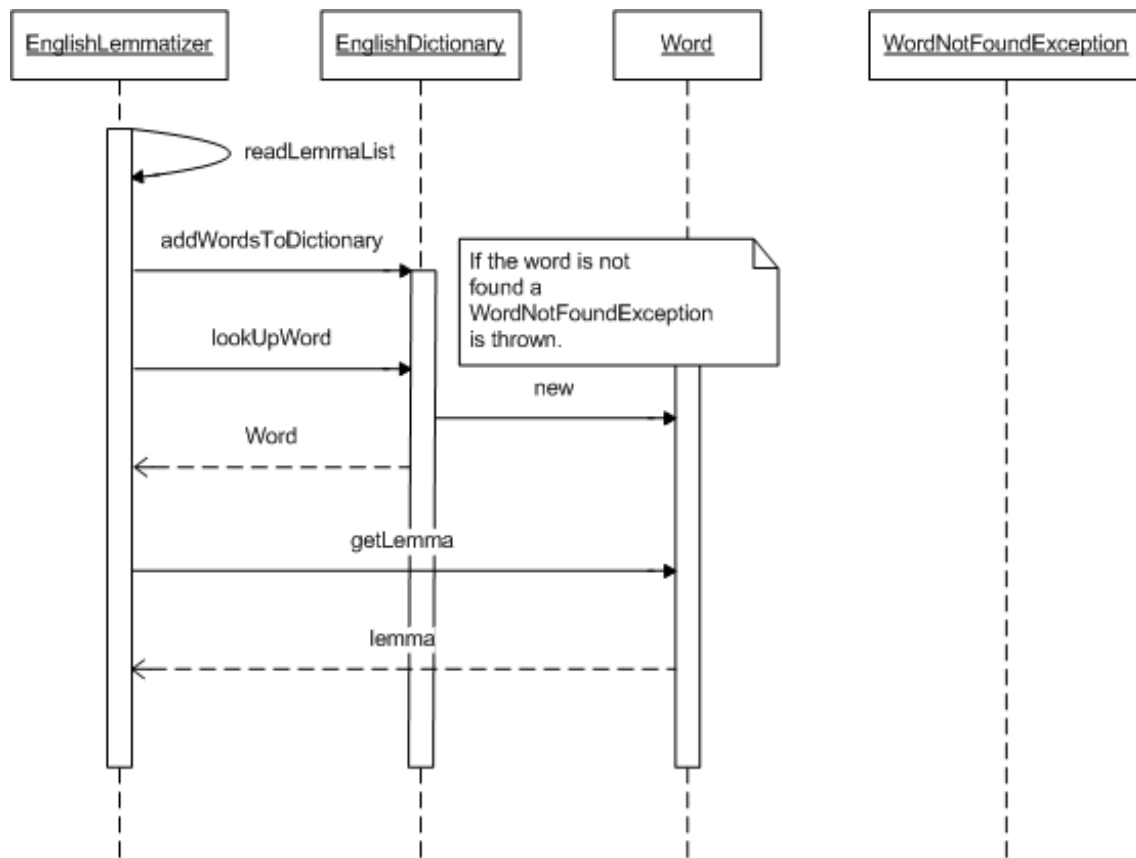 EnglishLemmatizer
EnglishDictionary
Word
WordNotFoundException
readLemmaList
addWordsToDictionary
If the word is not
found a
WordNotFoundException
is thrown.
lookUpWord
new
Word
getLemma
lemma